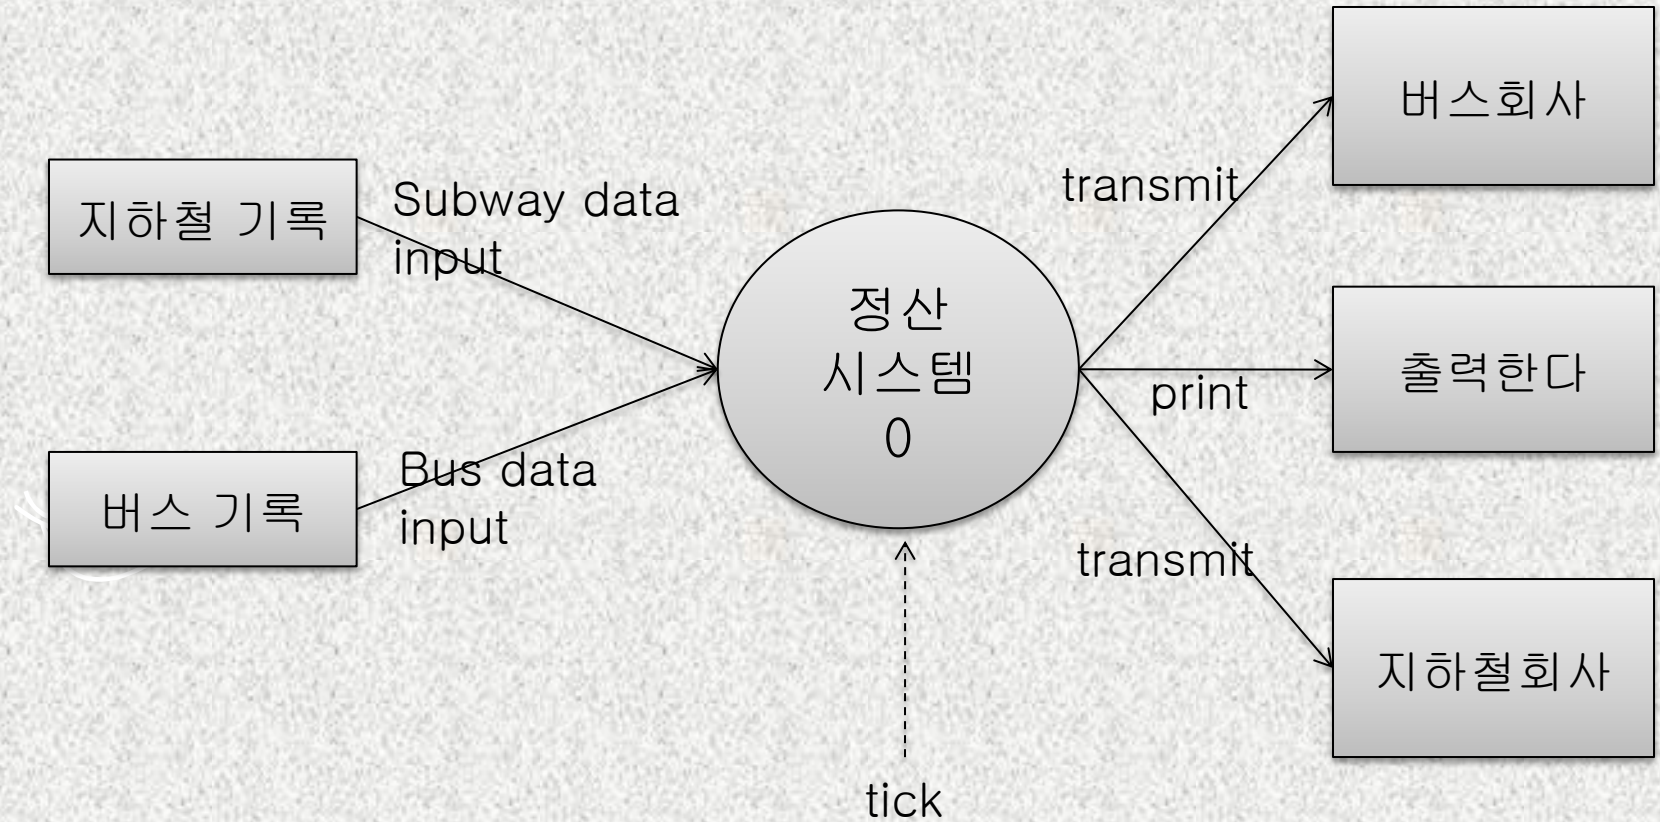 지하철 기록
Subway data
input
버스 기록
Bus data
input
정산
시스템
0
tick
transmit
버스회사
print
출력한다
transmit
지하철회사